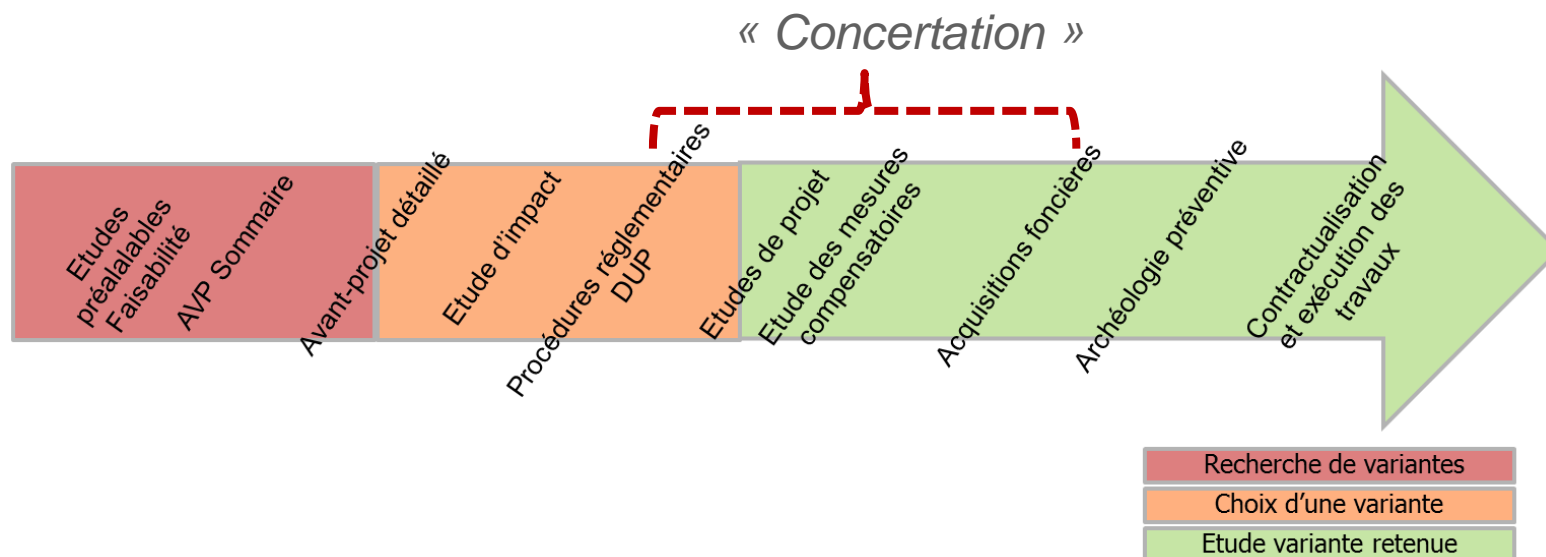 « Concertation »
Etudes
préalalables
Faisabilité
AVP Sommaire
Avant-projet détaillé
Etude d’impact
Procédures réglementaires
DUP
Etudes de projet
Etude des mesures
compensatoires
Acquisitions foncières
Archéologie préventive
Contractualisation
et exécution des
travaux
Recherche de variantes
Choix d’une variante
Etude variante retenue